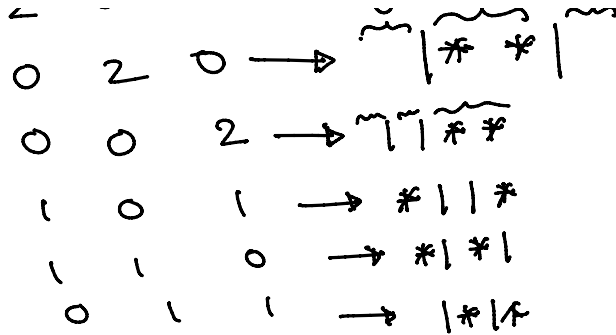 0 2 0 → | * * |
0 0 2 → | | * *
1 0 1 → * | | *
1 1 0 → * | * |
0 1 1 → | * | *